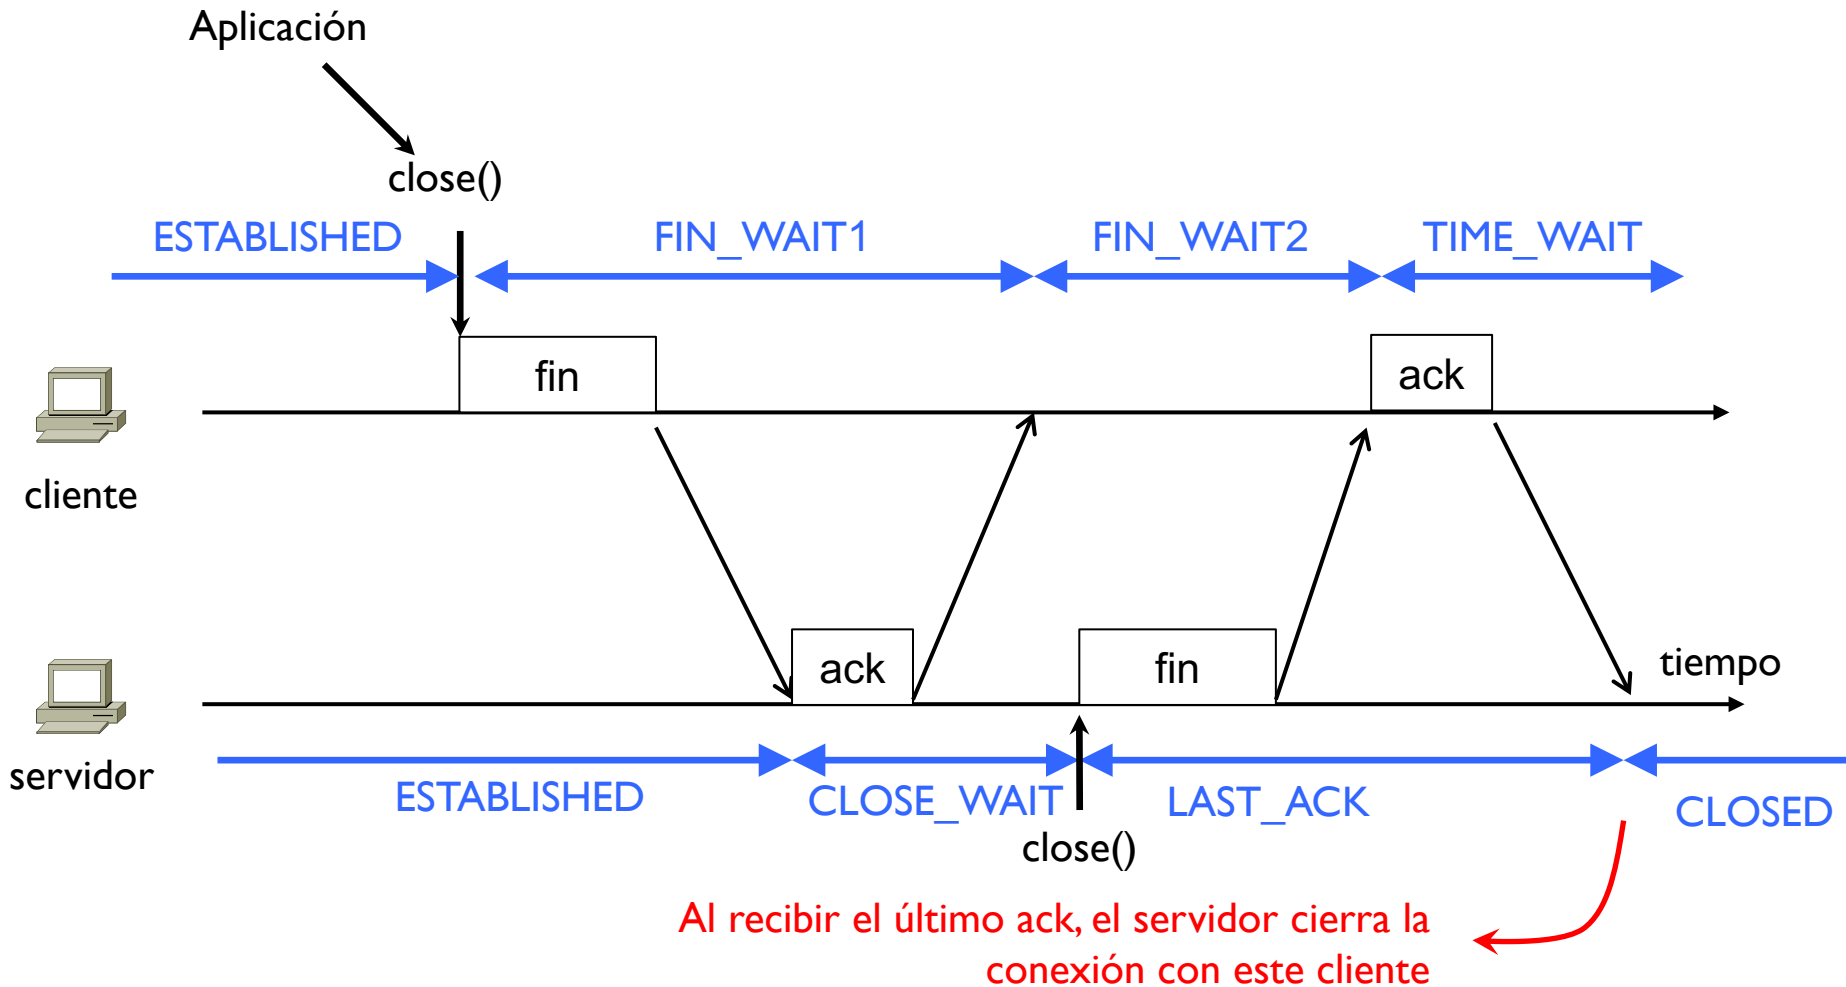 Aplicación
close()
ESTABLISHED
FIN_WAIT1
FIN_WAIT2
TIME_WAIT
fin
ack
cliente
ack
fin
tiempo
servidor
ESTABLISHED
CLOSE_WAIT
LAST_ACK
CLOSED
close()
Al recibir el último ack, el servidor cierra la
conexión con este cliente